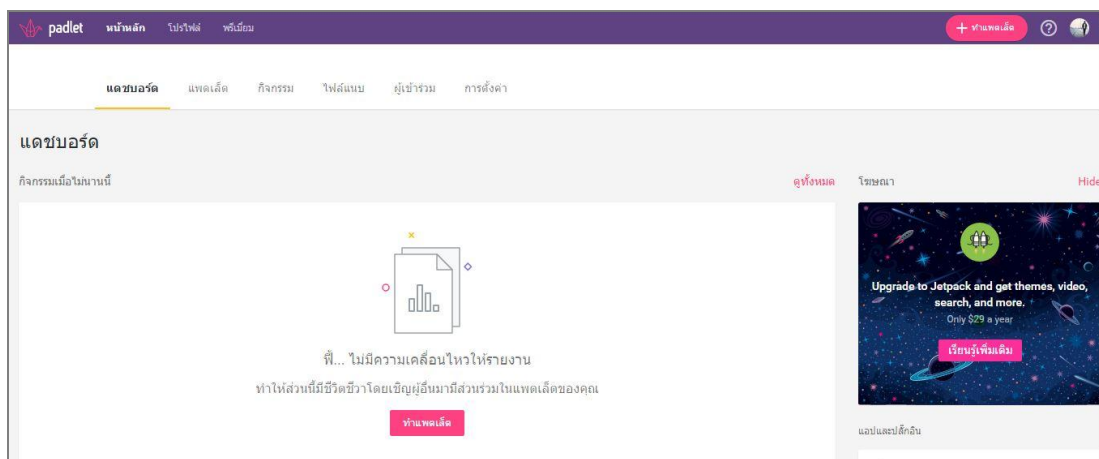 padlet หน้าหลัก โปรไฟล์ พรีเมี่ยม + ทำแพดเล็ต ?
แดชบอร์ด แพดเล็ต กิจกรรม ไฟล์แนบ ผู้เข้าร่วม การตั้งค่า
แดชบอร์ด
กิจกรรมเมื่อไม่นานนี้ ดูทั้งหมด
ฟี้... ไม่มีความเคลื่อนไหวให้รายงาน
ทำให้ส่วนนี้มีชีวิตชีวาโดยเชิญผู้อื่นมามีส่วนร่วมในแพดเล็ตของคุณ
ทำแพดเล็ต
โฆษณา Hide
Upgrade to Jetpack and get themes, video,
search, and more.
Only $29 a year
เรียนรู้เพิ่มเติม
แอปและปลั๊กอิน